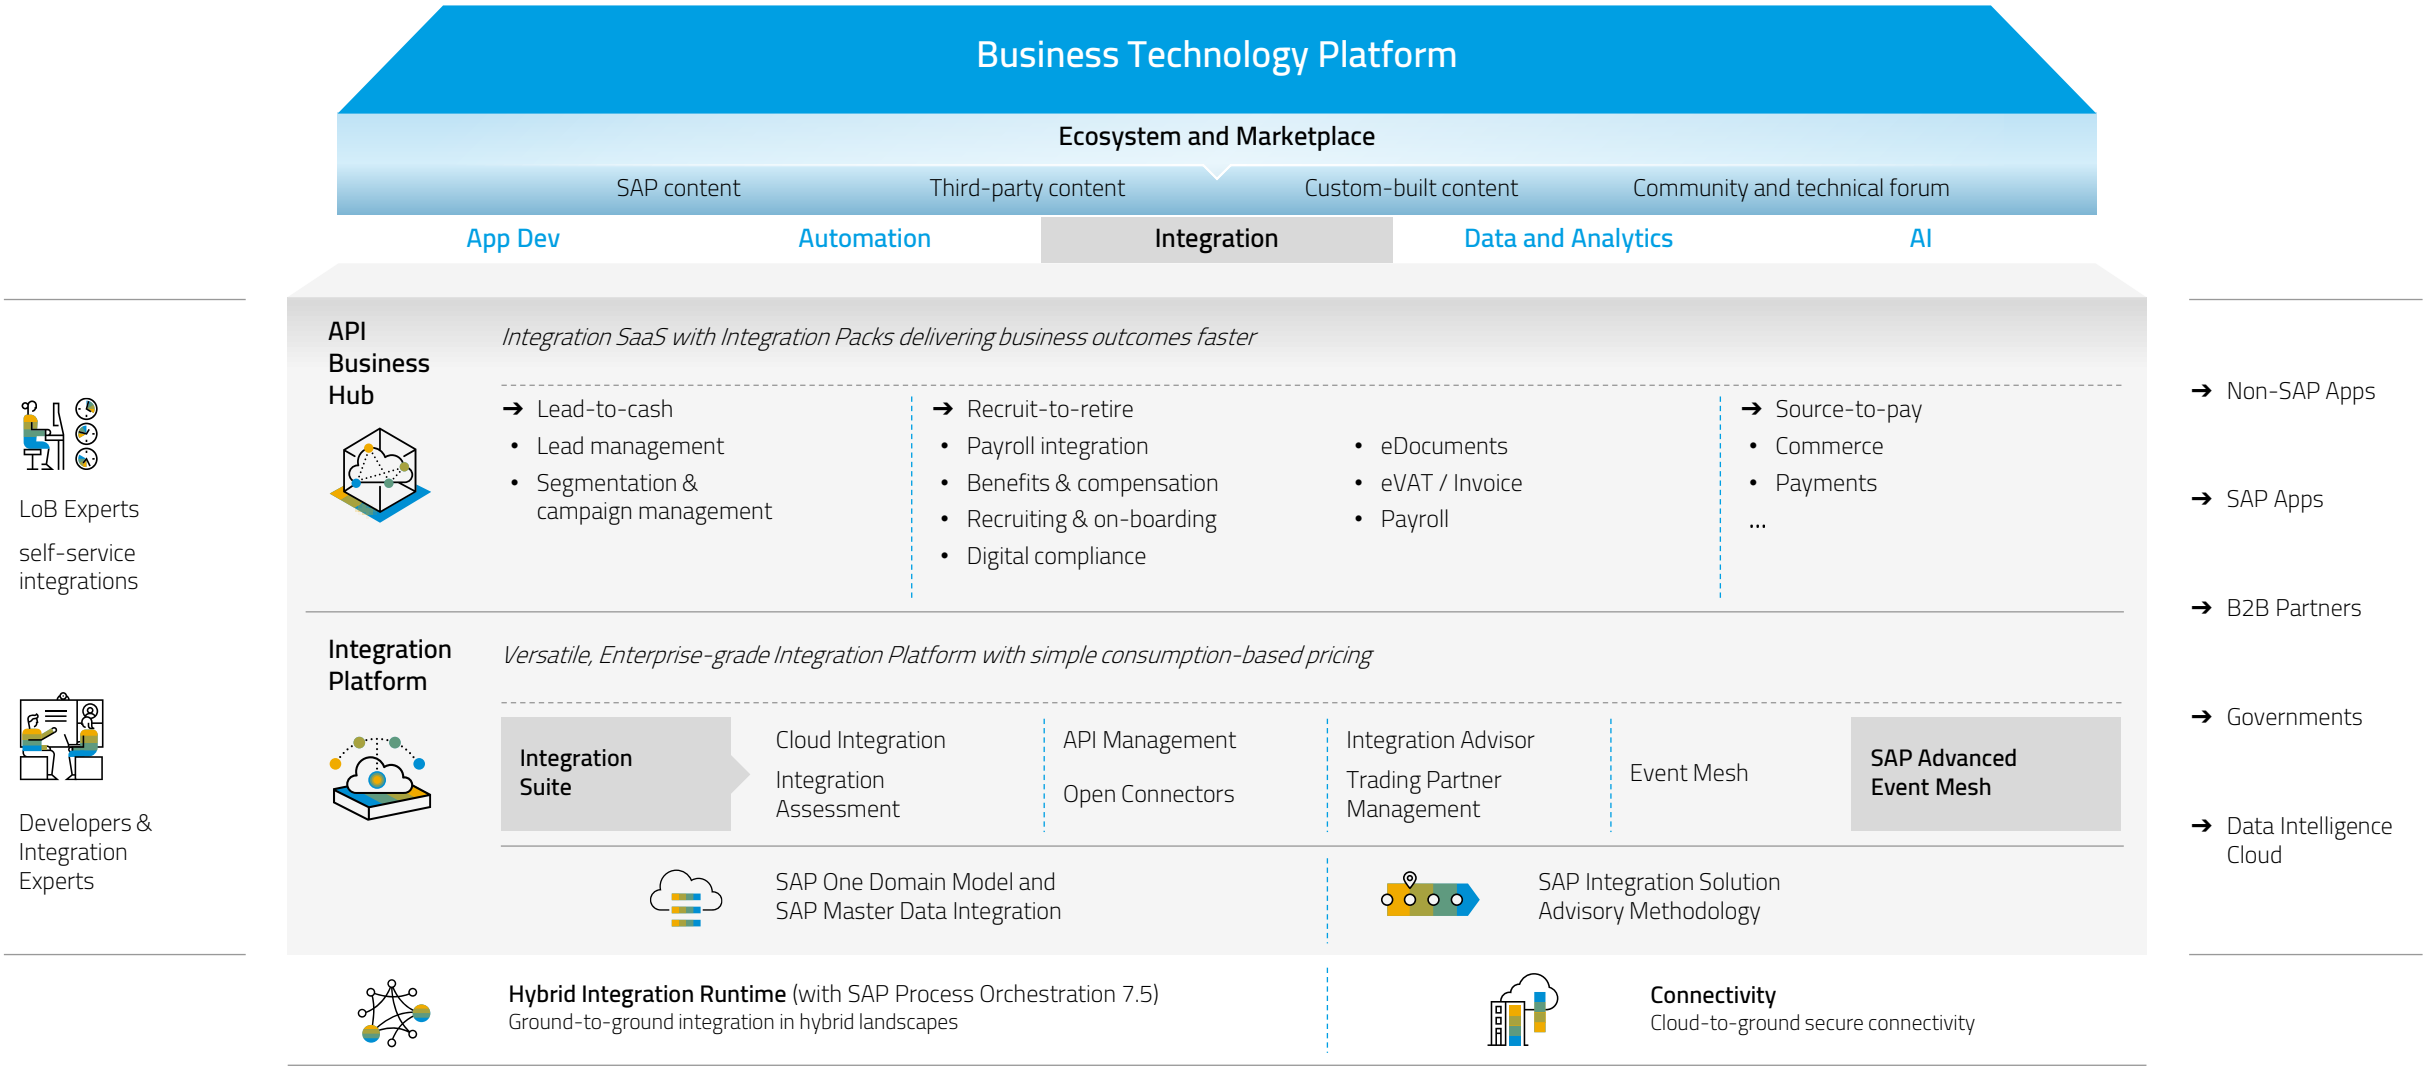 Business Technology Platform
Ecosystem and Marketplace
SAP content
Third-party content
Custom-built content
Community and technical forum
App Dev
Automation
Integration
Data and Analytics
AI
LoB Experts
self-service
integrations
Developers &
Integration
Experts
API
Business
Hub
Integration SaaS with Integration Packs delivering business outcomes faster
➔ Lead-to-cash
• Lead management
• Segmentation &
campaign management
➔ Recruit-to-retire
• Payroll integration
• Benefits & compensation
• Recruiting & on-boarding
• Digital compliance
• eDocuments
• eVAT / Invoice
• Payroll
➔ Source-to-pay
• Commerce
• Payments
...
Integration
Platform
Versatile, Enterprise-grade Integration Platform with simple consumption-based pricing
Integration
Suite
Cloud Integration
Integration
Assessment
API Management
Open Connectors
Integration Advisor
Trading Partner
Management
Event Mesh
SAP Advanced
Event Mesh
SAP One Domain Model and
SAP Master Data Integration
SAP Integration Solution
Advisory Methodology
Hybrid Integration Runtime (with SAP Process Orchestration 7.5)
Ground-to-ground integration in hybrid landscapes
Connectivity
Cloud-to-ground secure connectivity
➔ Non-SAP Apps
➔ SAP Apps
➔ B2B Partners
➔ Governments
➔ Data Intelligence
Cloud